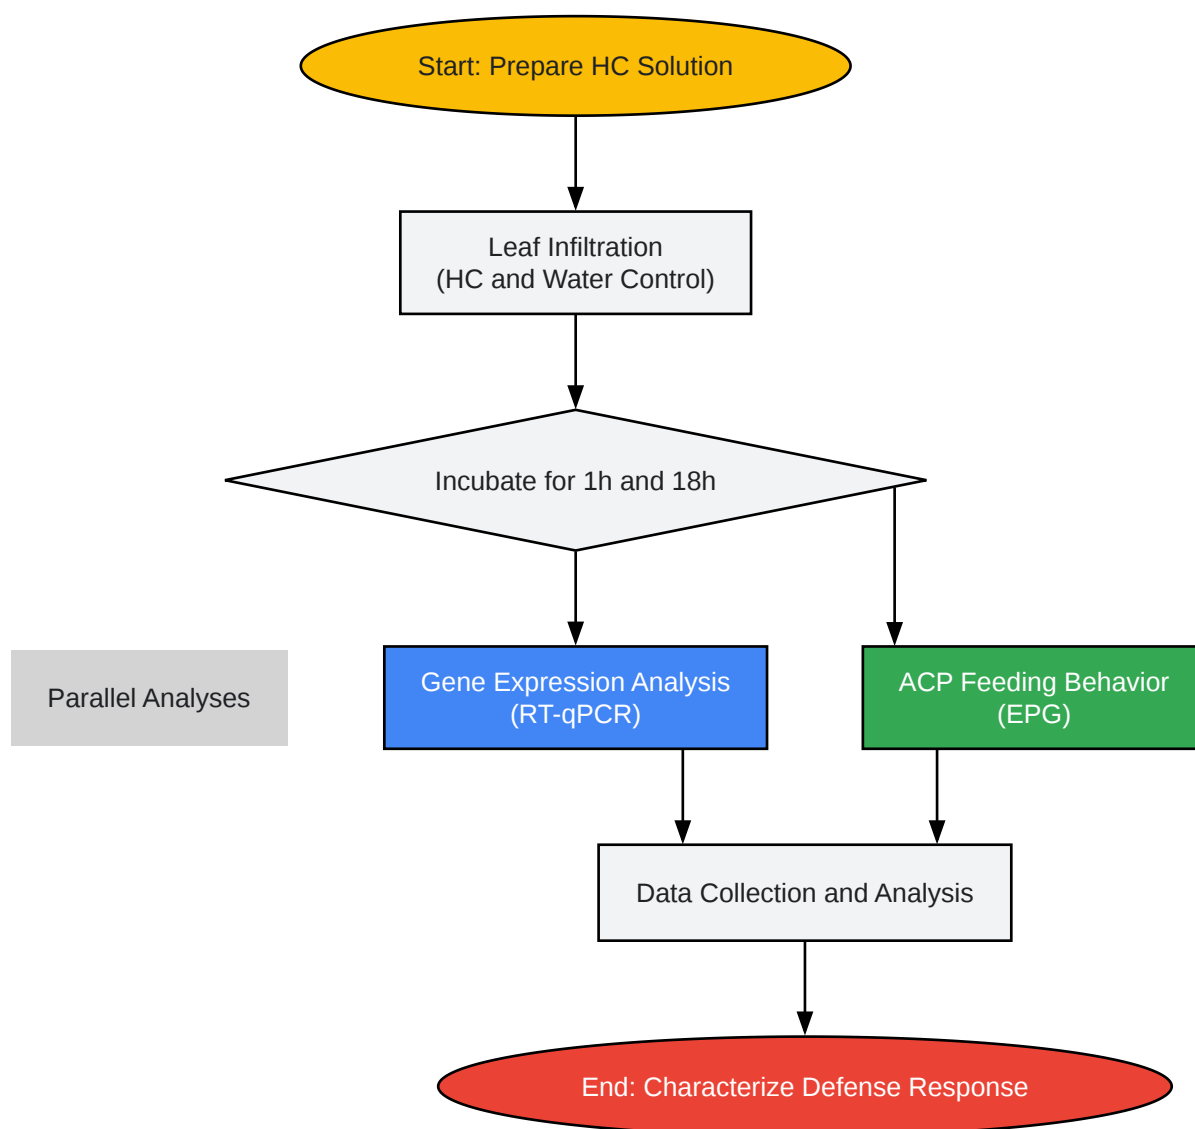 Start: Prepare HC Solution
Leaf Infiltration
(HC and Water Control)
Incubate for 1h and 18h
Parallel Analyses
Gene Expression Analysis
(RT-qPCR)
ACP Feeding Behavior
(EPG)
Data Collection and Analysis
End: Characterize Defense Response